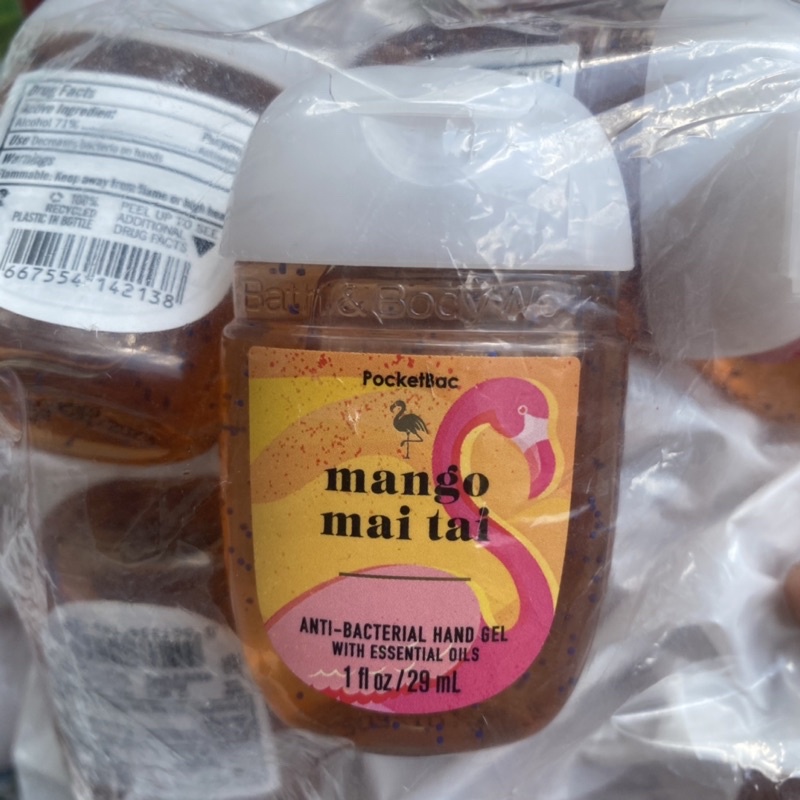 Drug Facts
Active Ingredient
Alcohol 71%
Use Decreases bacteria on hands
Warnings
Flammable: Keep away from flame or high heat
100%
RECYCLED
PLASTIC IN BOTTLE
PEEL UP TO SEE
ADDITIONAL
DRUG FACTS
667554 142138
Bath & Body Wo
PocketBac
mango
mai tai
ANTI-BACTERIAL HAND GEL
WITH ESSENTIAL OILS
1 fl oz / 29 mL